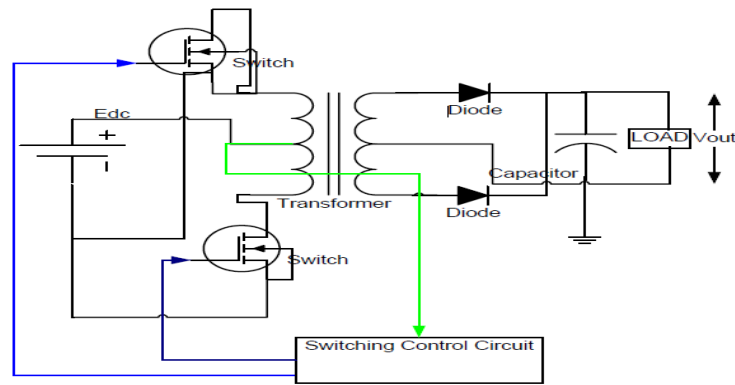 Switch
Edc
+
Diode
LOAD Vout
Capacitor
Transformer
Diode
Switch
Switching Control Circuit